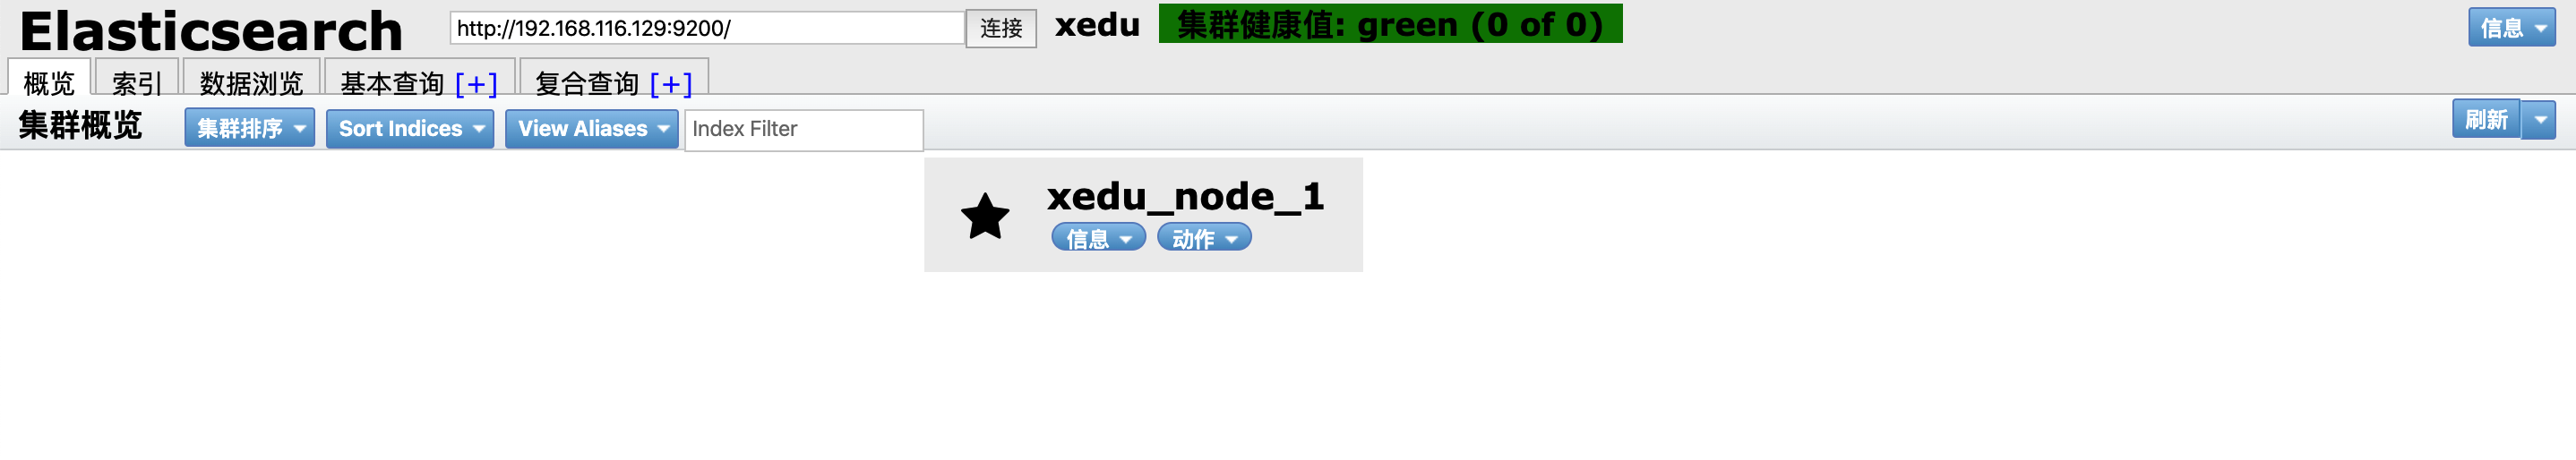 Elasticsearch http://192.168.116.129:9200/ 连接 xedu 集群健康值: green (0 of 0) 信息
概览 索引 数据浏览 基本查询 [+] 复合查询 [+]
集群概览 集群排序 Sort Indices View Aliases Index Filter 刷新
xedu_node_1
信息 动作